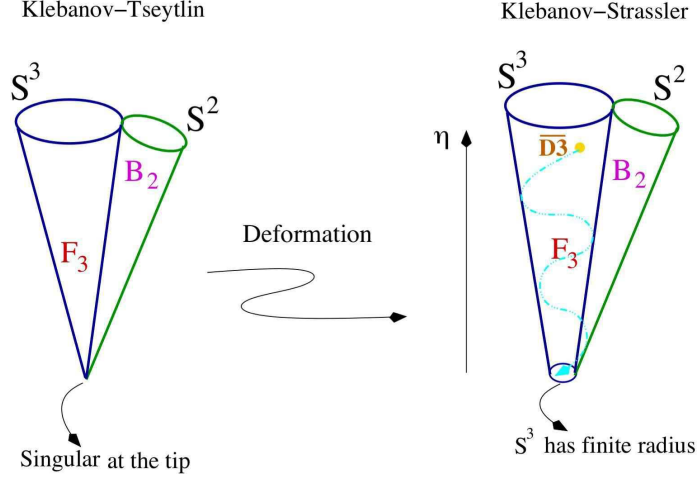 Klebanov−Tseytlin
Klebanov−Strassler
S³
S²
B₂
F₃
Singular at the tip
Deformation
η
S³
S²
D̅3̅
B₂
F₃
S³ has finite radius